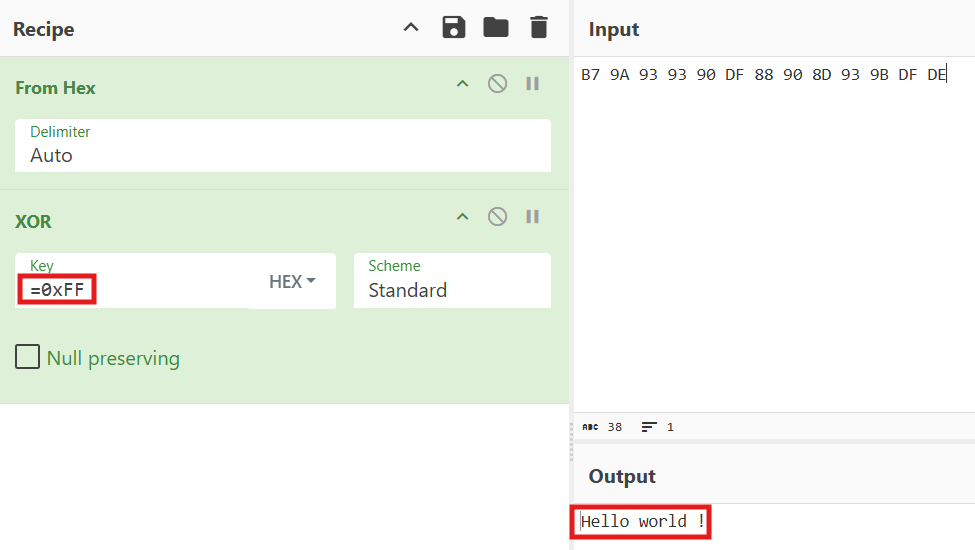 Recipe
From Hex
Delimiter
Auto
XOR
Key
=0xFF
HEX
Scheme
Standard
Null preserving
Input
B7 9A 93 93 90 DF 88 90 8D 93 9B DF DE
ABC 38 1
Output
Hello world !